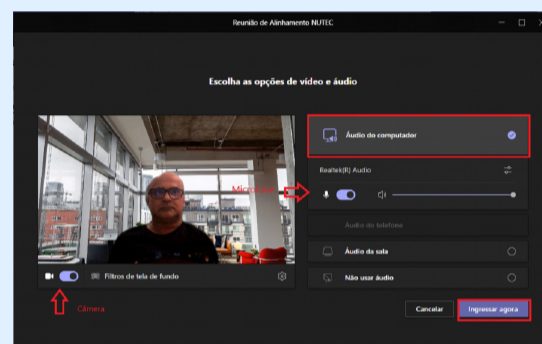 Reunião de Alinhamento NUTEC
Escolha as opções de vídeo e áudio
Áudio do computador
Realtek(R) Audio
Microfone
Áudio do telefone
Áudio da sala
Filtros de tela de fundo
Não usar áudio
Câmera
Cancelar
Ingressar agora